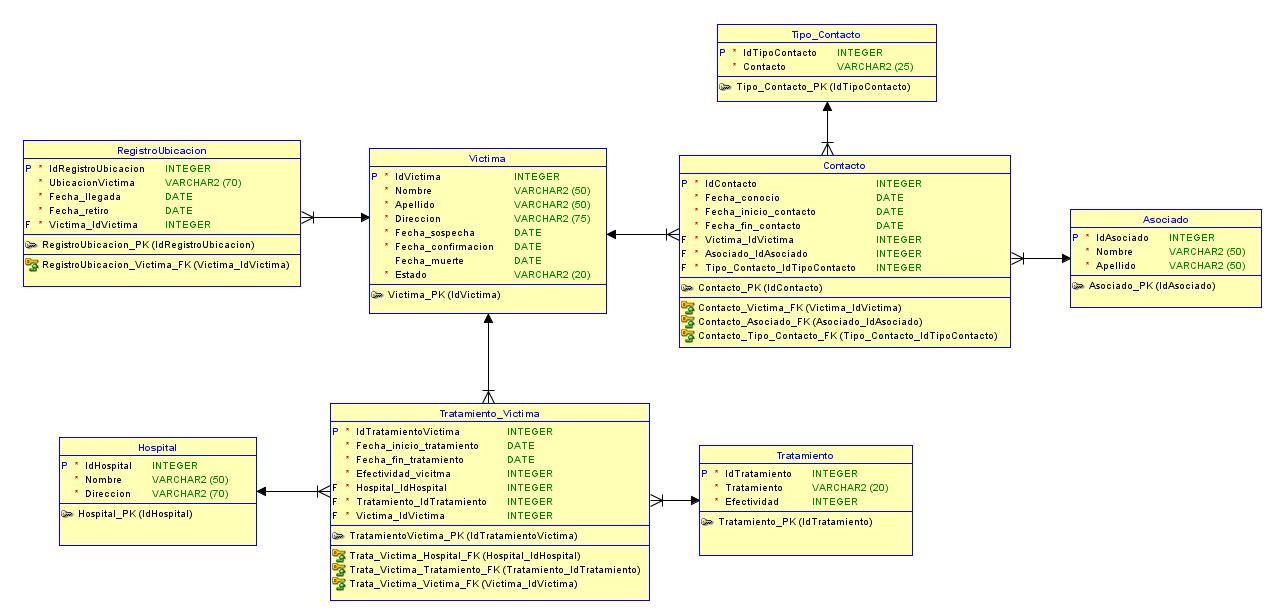 Tipo_Contacto
P * IdTipoContacto INTEGER
* Contacto VARCHAR2 (25)
Tipo_Contacto_PK (IdTipoContacto)
RegistroUbicacion
P * IdRegistroUbicacion INTEGER
* UbicacionVictima VARCHAR2 (70)
* Fecha_llegada DATE
* Fecha_retiro DATE
F * Victima_IdVictima INTEGER
RegistroUbicacion_PK (IdRegistroUbicacion)
RegistroUbicacion_Victima_FK (Victima_IdVictima)
Victima
P * IdVictima INTEGER
* Nombre VARCHAR2 (50)
* Apellido VARCHAR2 (50)
* Direccion VARCHAR2 (75)
* Fecha_sospecha DATE
* Fecha_confirmacion DATE
Fecha_muerte DATE
* Estado VARCHAR2 (20)
Victima_PK (IdVictima)
Contacto
P * IdContacto INTEGER
* Fecha_conocio DATE
* Fecha_inicio_contacto DATE
* Fecha_fin_contacto DATE
F * Victima_IdVictima INTEGER
F * Asociado_IdAsociado INTEGER
F * Tipo_Contacto_IdTipoContacto INTEGER
Contacto_PK (IdContacto)
Contacto_Victima_FK (Victima_IdVictima)
Contacto_Asociado_FK (Asociado_IdAsociado)
Contacto_Tipo_Contacto_FK (Tipo_Contacto_IdTipoContacto)
Asociado
P * IdAsociado INTEGER
* Nombre VARCHAR2 (50)
* Apellido VARCHAR2 (50)
Asociado_PK (IdAsociado)
Hospital
P * IdHospital INTEGER
* Nombre VARCHAR2 (50)
* Direccion VARCHAR2 (70)
Hospital_PK (IdHospital)
Tratamiento_Victima
P * IdTratamientoVictima INTEGER
* Fecha_inicio_tratamiento DATE
* Fecha_fin_tratamiento DATE
* Efectividad_vicitma INTEGER
F * Hospital_IdHospital INTEGER
F * Tratamiento_IdTratamiento INTEGER
F * Victima_IdVictima INTEGER
TratamientoVictima_PK (IdTratamientoVictima)
Trata_Victima_Hospital_FK (Hospital_IdHospital)
Trata_Victima_Tratamiento_FK (Tratamiento_IdTratamiento)
Trata_Victima_Victima_FK (Victima_IdVictima)
Tratamiento
P * IdTratamiento INTEGER
* Tratamiento VARCHAR2 (20)
* Efectividad INTEGER
Tratamiento_PK (IdTratamiento)